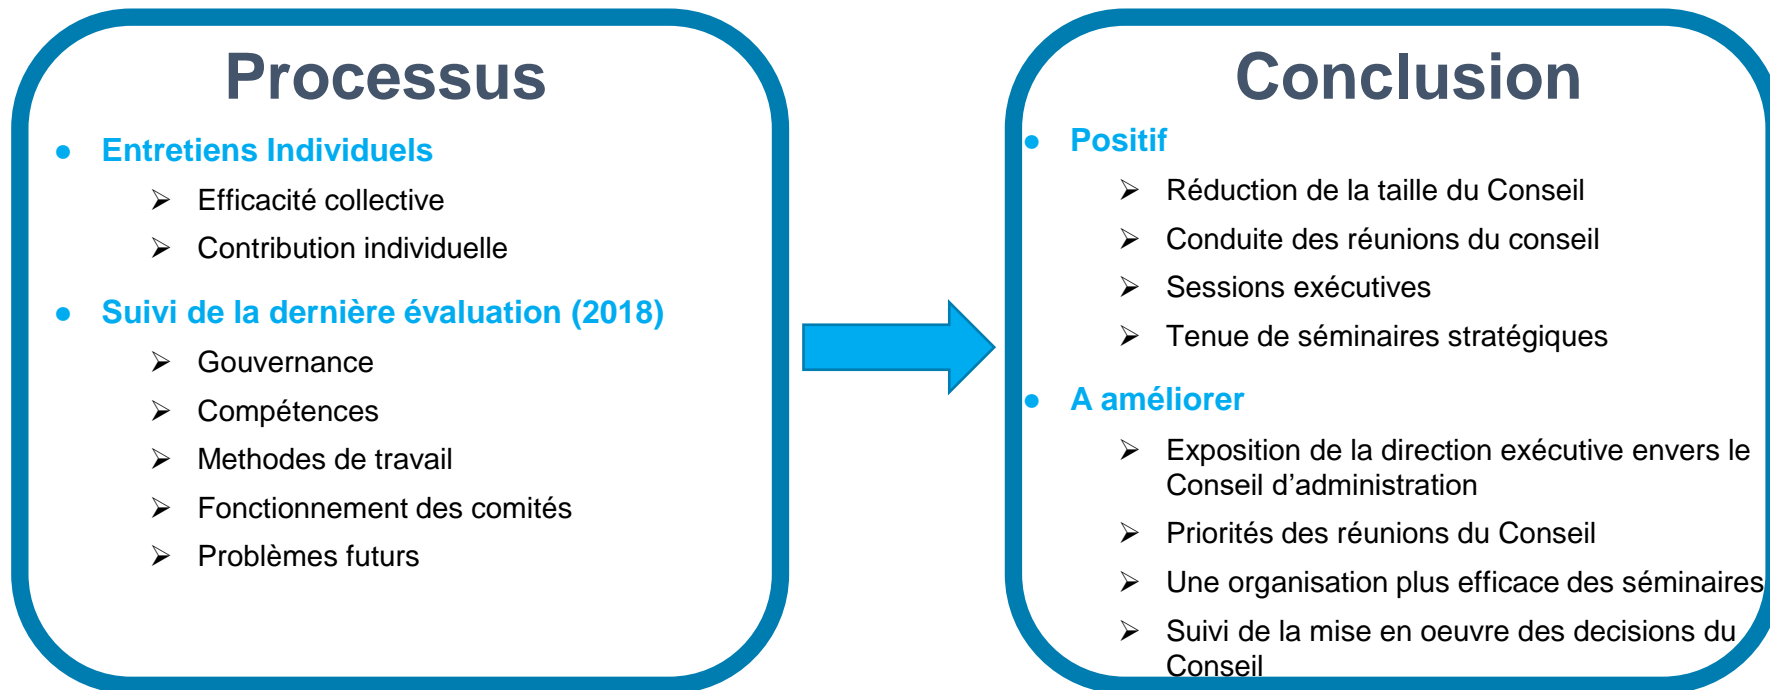 Processus
● Entretiens Individuels
➢ Efficacité collective
➢ Contribution individuelle
● Suivi de la dernière évaluation (2018)
➢ Gouvernance
➢ Compétences
➢ Methodes de travail
➢ Fonctionnement des comités
➢ Problèmes futurs
Conclusion
● Positif
➢ Réduction de la taille du Conseil
➢ Conduite des réunions du conseil
➢ Sessions exécutives
➢ Tenue de séminaires stratégiques
● A améliorer
➢ Exposition de la direction exécutive envers le
Conseil d’administration
➢ Priorités des réunions du Conseil
➢ Une organisation plus efficace des séminaires
➢ Suivi de la mise en oeuvre des decisions du
Conseil